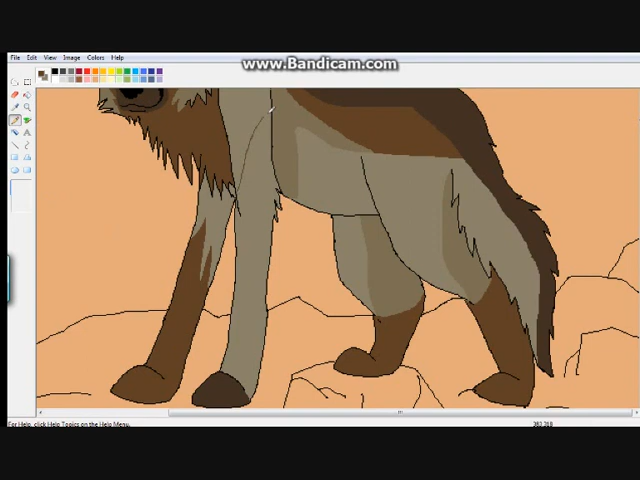 www.Bandicam.com
File Edit View Image Colors Help
For Help, click Help Topics on the Help Menu.